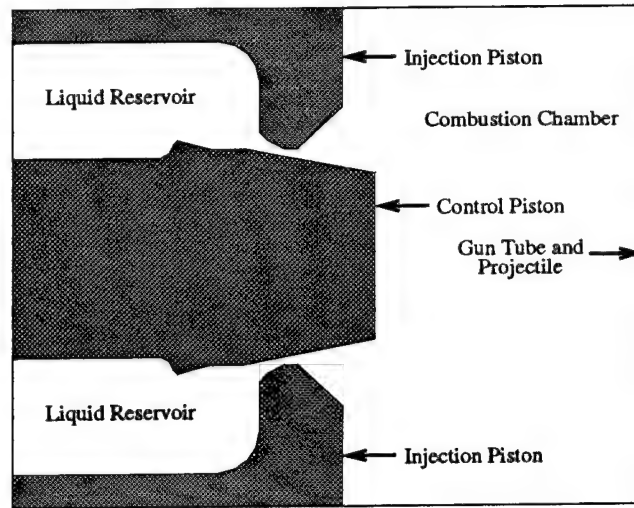 Injection Piston
Liquid Reservoir
Combustion Chamber
Control Piston
Gun Tube and
Projectile
Liquid Reservoir
Injection Piston